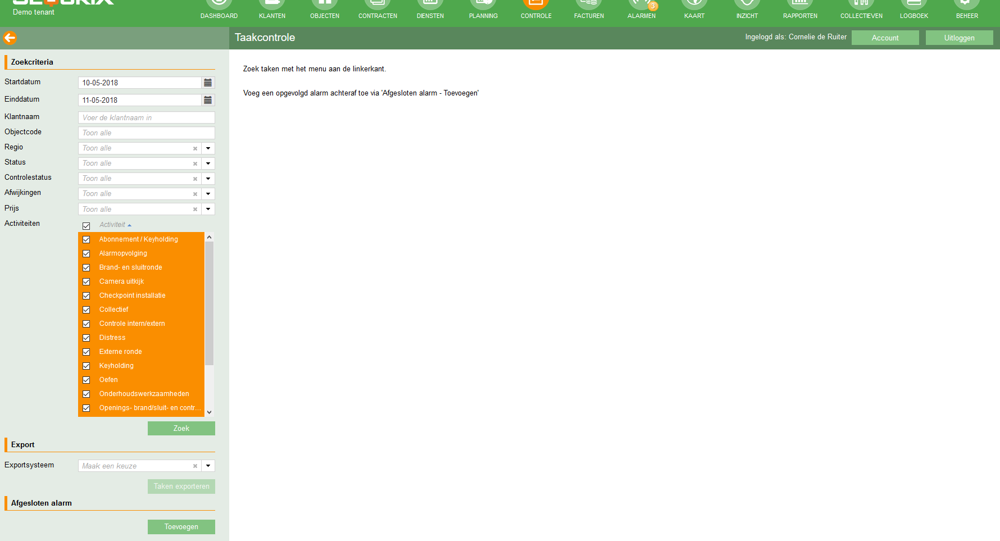 Demo tenant
DASHBOARD KLANTEN OBJECTEN CONTRACTEN DIENSTEN PLANNING CONTROLE FACTUREN ALARMEN KAART INZICHT RAPPORTEN COLLECTIEVEN LOGBOEK BEHEER
3
Taakcontrole
Ingelogd als: Cornelie de Ruiter
Account
Uitloggen
Zoekcriteria
Startdatum 10-05-2018
Einddatum 11-05-2018
Klantnaam Voer de klantnaam in
Objectcode Toon alle
Regio Toon alle
Status Toon alle
Controlestatus Toon alle
Afwijkingen Toon alle
Prijs Toon alle
Activiteiten Activiteit
Abonnement / Keyholding
Alarmopvolging
Brand- en sluitronde
Camera uitkijk
Checkpoint installatie
Collectief
Controle intern/extern
Distress
Externe ronde
Keyholding
Oefen
Onderhoudswerkzaamheden
Openings- brand/sluit- en contr...
Zoek
Export
Exportsysteem Maak een keuze
Taken exporteren
Afgesloten alarm
Toevoegen
Zoek taken met het menu aan de linkerkant.
Voeg een opgevolgd alarm achteraf toe via 'Afgesloten alarm - Toevoegen'